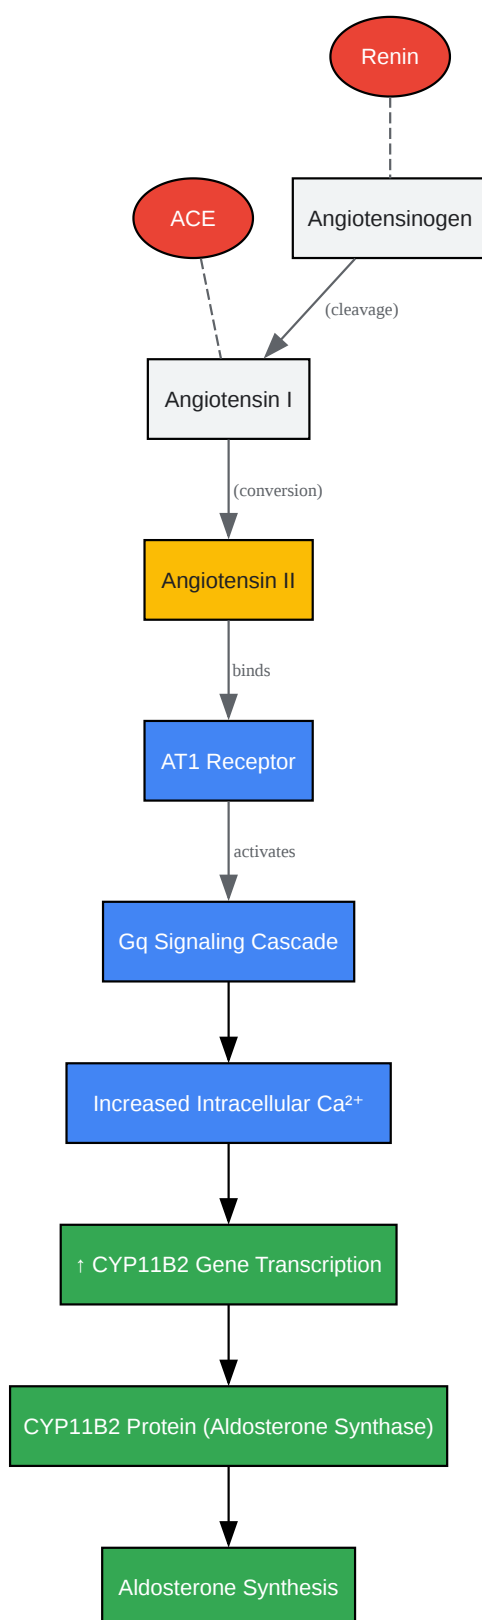 Renin
ACE
Angiotensinogen
(cleavage)
Angiotensin I
(conversion)
Angiotensin II
binds
AT1 Receptor
activates
Gq Signaling Cascade
Increased Intracellular Ca²⁺
↑ CYP11B2 Gene Transcription
CYP11B2 Protein (Aldosterone Synthase)
Aldosterone Synthesis